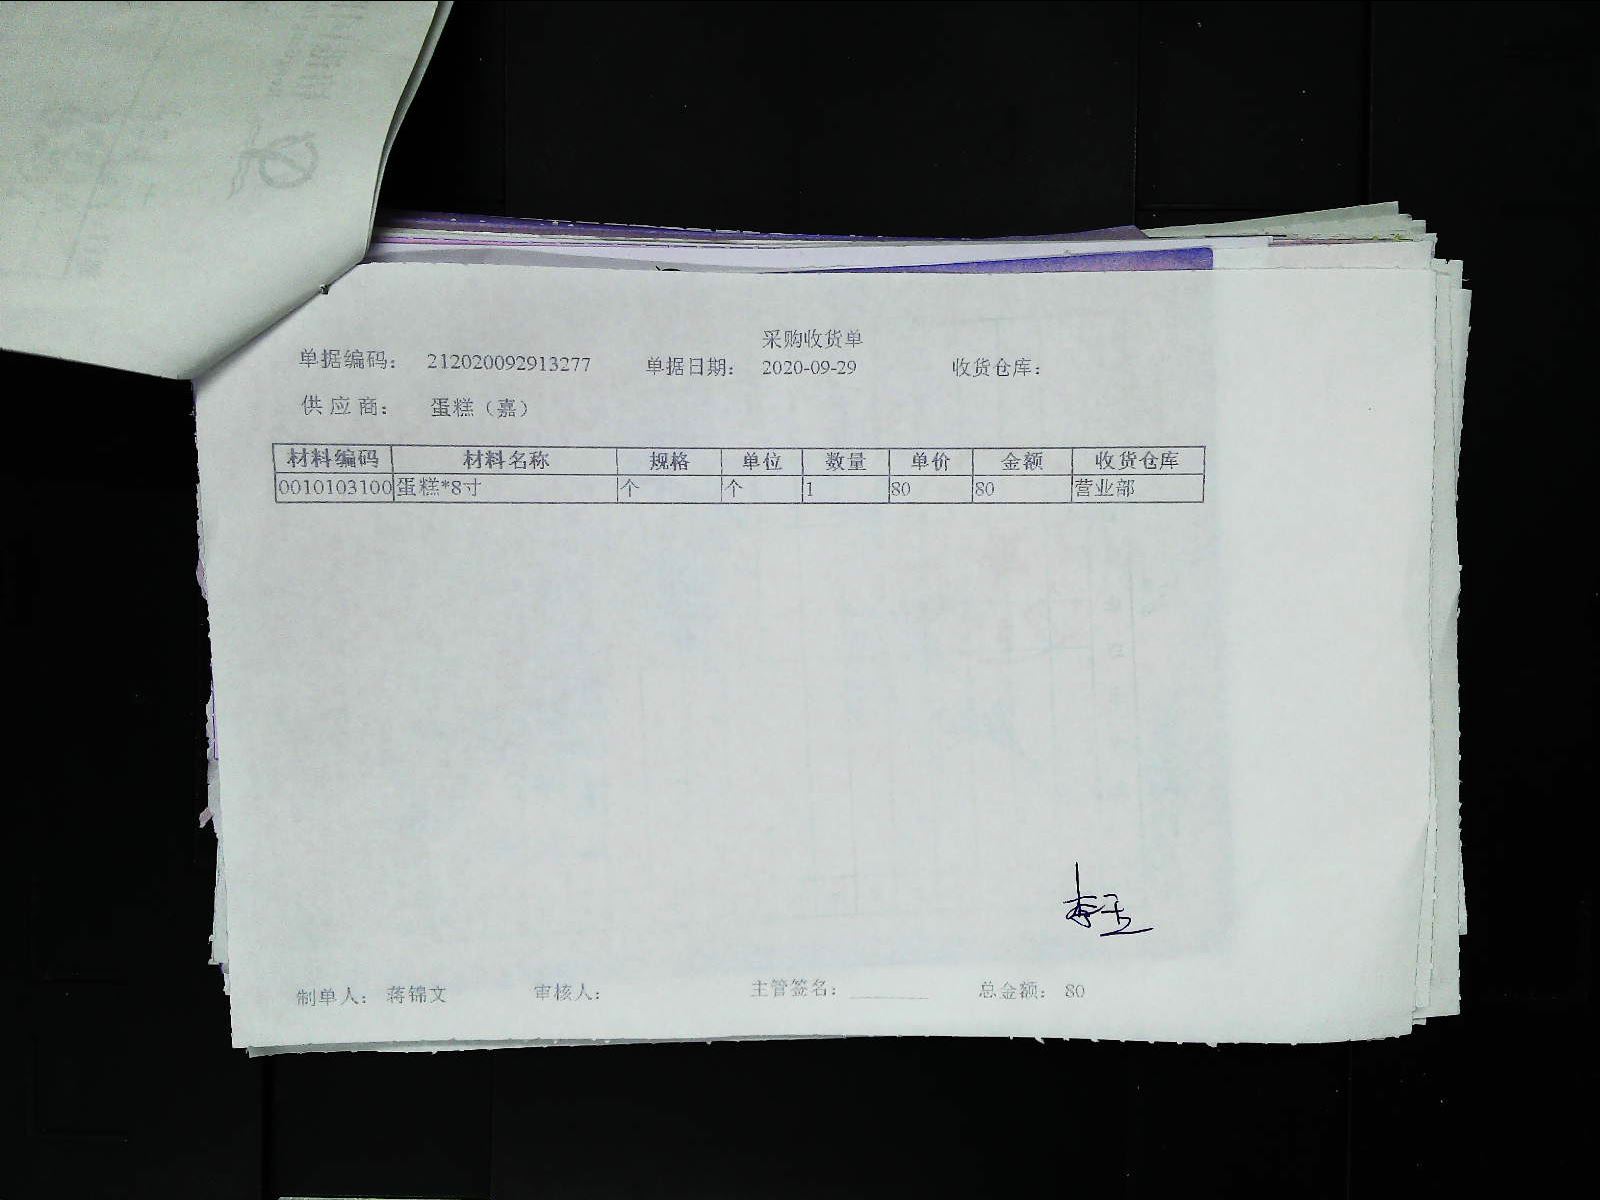 采购收货单
单据编码： 212020092913277 单据日期： 2020-09-29 收货仓库：
供应商： 蛋糕（嘉）
材料编码 材料名称 规格 单位 数量 单价 金额 收货仓库
0010103100 蛋糕*8寸 个 个 1 80 80 营业部
制单人： 蒋锦文 审核人： 主管签名： 总金额： 80